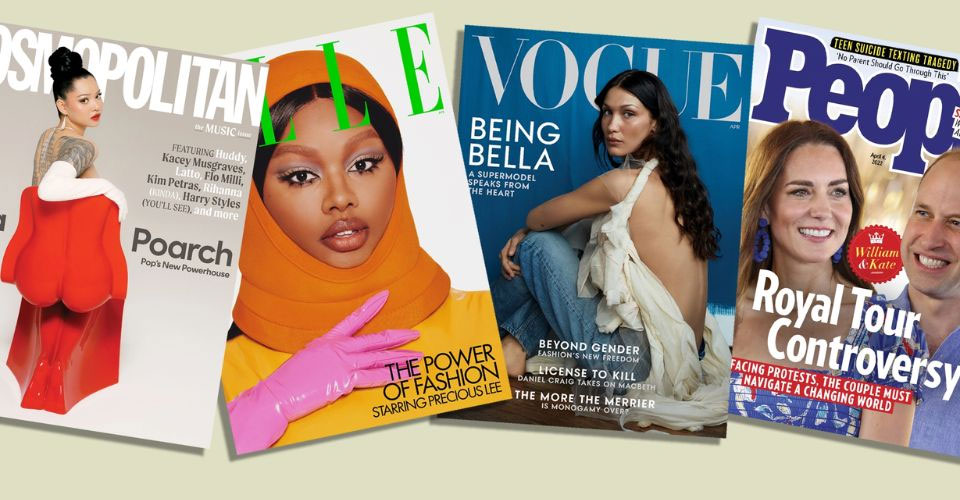 OSMOPOLITAN
the MUSIC issue
FEATURING Huddy,
Kacey Musgraves,
Latto, Flo Milli,
Kim Petras, Rihanna
(KINDA), Harry Styles
(YOU'LL SEE), and more
a
Poarch
Pop's New Powerhouse
LLE
THE POWER
OF FASHION
STARRING PRECIOUS LEE
VOGUE
APR
BEING
BELLA
A SUPERMODEL
SPEAKS FROM
THE HEART
BEYOND GENDER
FASHION'S NEW FREEDOM
LICENSE TO KILL
DANIEL CRAIG TAKES ON MACBETH
THE MORE THE MERRIER
IS MONOGAMY OVER?
TEEN SUICIDE TEXTING TRAGEDY
'No Parent Should Go Through This'
Peop
April 4,
2022
William
& Kate
Royal Tour
Controversy
FACING PROTESTS, THE COUPLE MUST
NAVIGATE A CHANGING WORLD